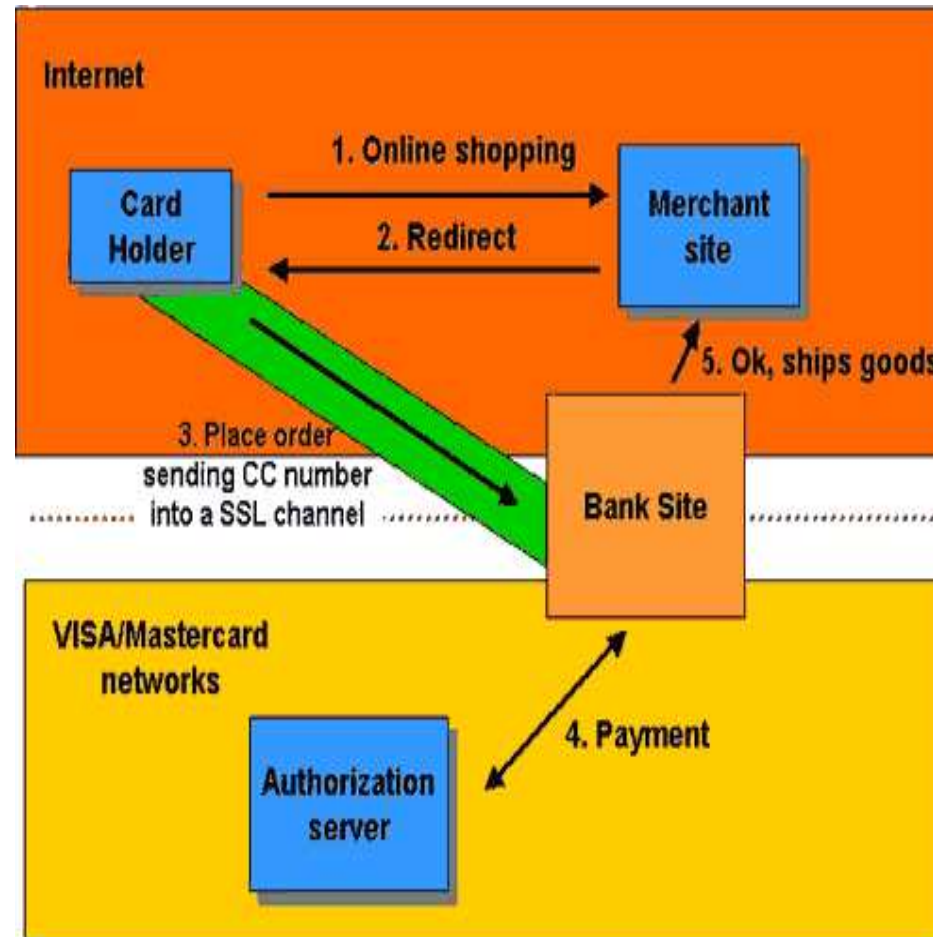 Internet
1. Online shopping
Card
Holder
Merchant
site
2. Redirect
5. Ok, ships goods
3. Place order
sending CC number
into a SSL channel
Bank Site
VISA/Mastercard
networks
4. Payment
Authorization
server